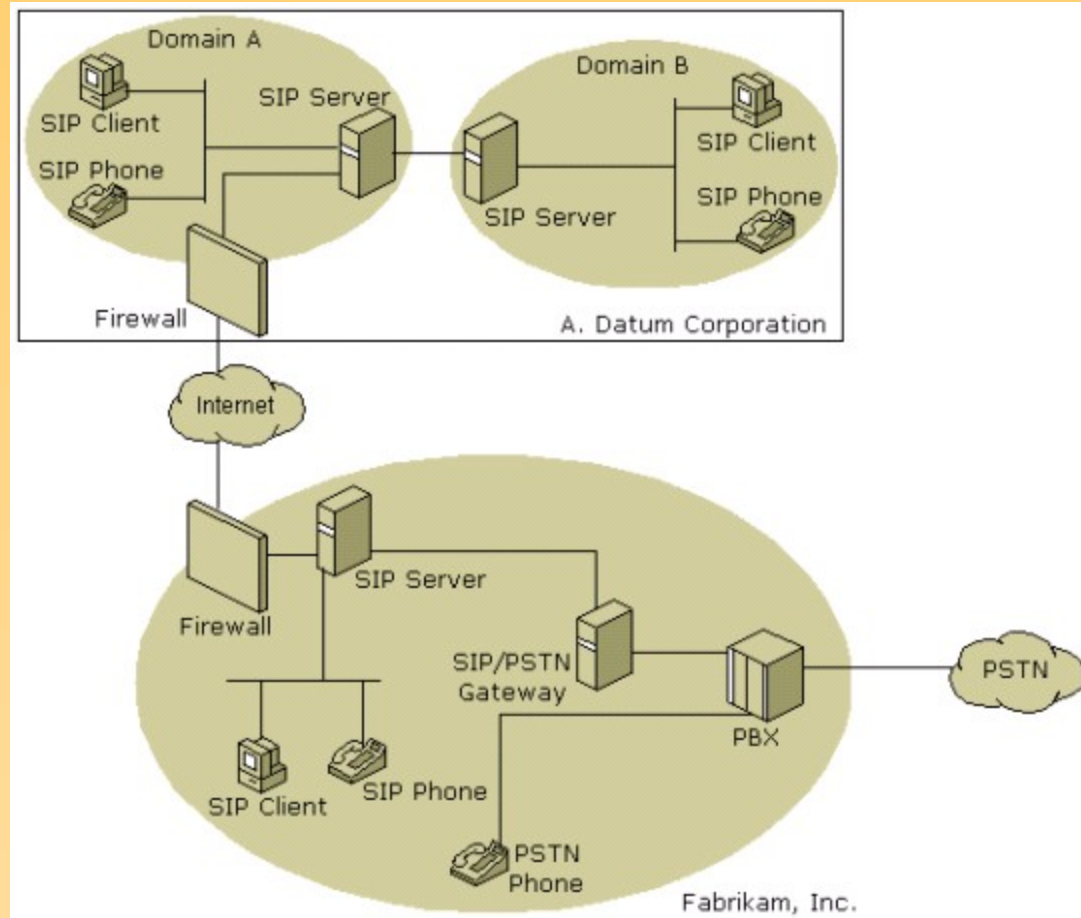 Domain A
SIP Client
SIP Server
SIP Phone
Firewall
Domain B
SIP Client
SIP Phone
SIP Server
A. Datum Corporation
Internet
Firewall
SIP Server
SIP/PSTN
Gateway
PBX
PSTN
SIP Client
SIP Phone
PSTN
Phone
Fabrikam, Inc.